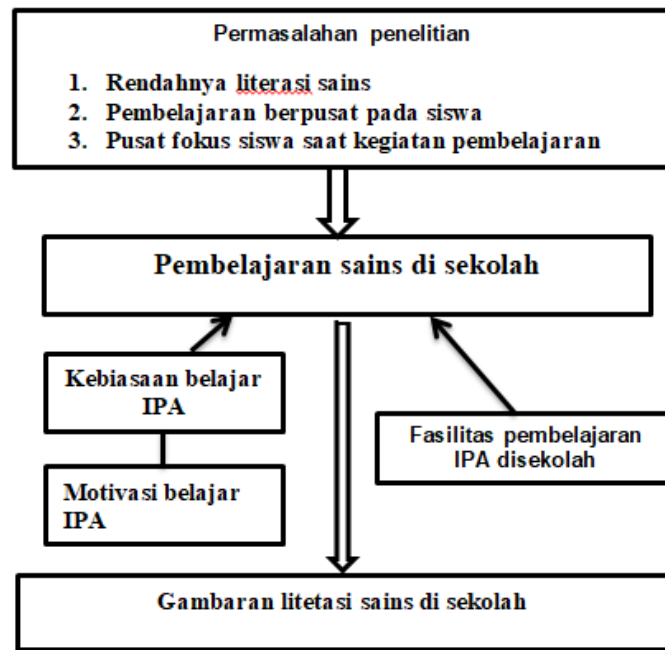 Permasalahan penelitian
1. Rendahnya literasi sains
2. Pembelajaran berpusat pada siswa
3. Pusat fokus siswa saat kegiatan pembelajaran
Pembelajaran sains di sekolah
Kebiasaan belajar
IPA
Fasilitas pembelajaran
IPA disekolah
Motivasi belajar
IPA
Gambaran litetasi sains di sekolah